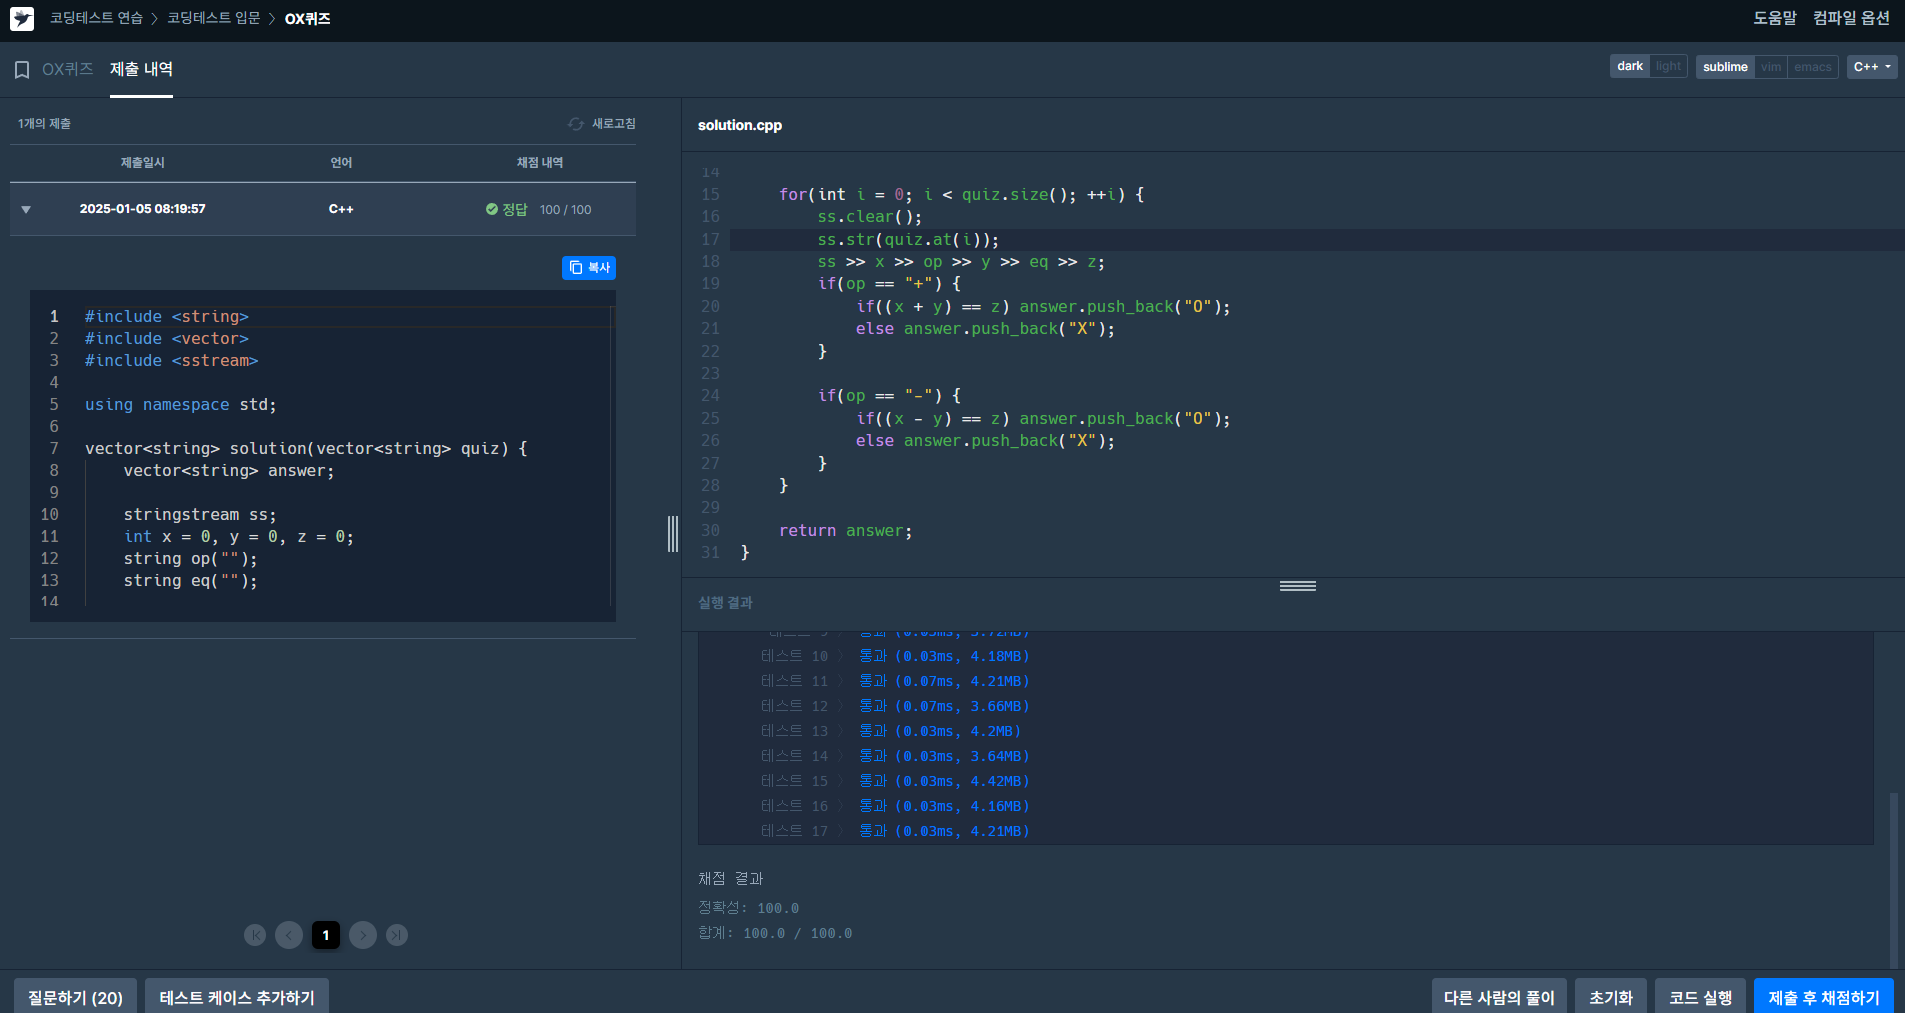 코딩테스트 연습 > 코딩테스트 입문 > OX퀴즈
도움말 컴파일 옵션
OX퀴즈 제출 내역
dark light sublime vim emacs C++
1개의 제출 새로고침
제출일시 언어 채점 내역
2025-01-05 08:19:57 C++ 정답 100 / 100
복사
1 #include <string>
2 #include <vector>
3 #include <sstream>
4
5 using namespace std;
6
7 vector<string> solution(vector<string> quiz) {
8 vector<string> answer;
9
10 stringstream ss;
11 int x = 0, y = 0, z = 0;
12 string op("");
13 string eq("");
14
1
solution.cpp
14
15 for(int i = 0; i < quiz.size(); ++i) {
16 ss.clear();
17 ss.str(quiz.at(i));
18 ss >> x >> op >> y >> eq >> z;
19 if(op == "+") {
20 if((x + y) == z) answer.push_back("O");
21 else answer.push_back("X");
22 }
23
24 if(op == "-") {
25 if((x - y) == z) answer.push_back("O");
26 else answer.push_back("X");
27 }
28 }
29
30 return answer;
31 }
실행 결과
테스트 9 > 통과 (0.03ms, 3.72MB)
테스트 10 > 통과 (0.03ms, 4.18MB)
테스트 11 > 통과 (0.07ms, 4.21MB)
테스트 12 > 통과 (0.07ms, 3.66MB)
테스트 13 > 통과 (0.03ms, 4.2MB)
테스트 14 > 통과 (0.03ms, 3.64MB)
테스트 15 > 통과 (0.03ms, 4.42MB)
테스트 16 > 통과 (0.03ms, 4.16MB)
테스트 17 > 통과 (0.03ms, 4.21MB)
채점 결과
정확성: 100.0
합계: 100.0 / 100.0
질문하기 (20) 테스트 케이스 추가하기 다른 사람의 풀이 초기화 코드 실행 제출 후 채점하기